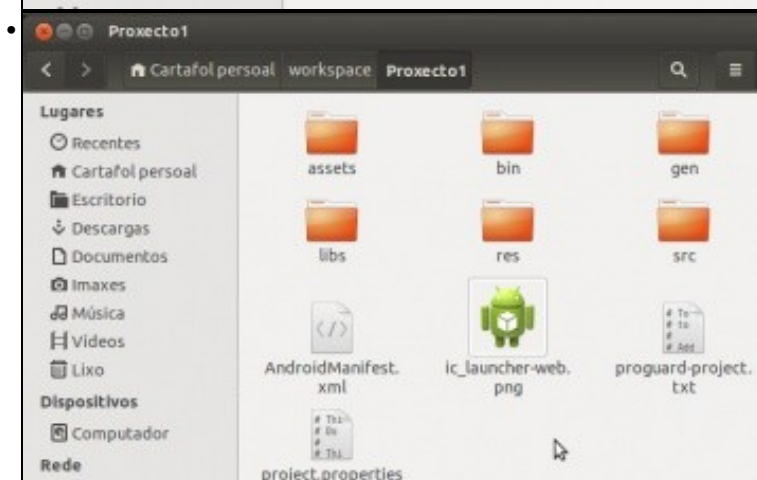 Proxecto1
Cartafol persoal workspace Proxecto1
Lugares
Recentes
Cartafol persoal
Escritorio
Descargas
Documentos
Imaxes
Música
Vídeos
Lixo
Dispositivos
Computador
Rede
assets bin gen
libs res src
AndroidManifest.xml ic_launcher-web.png proguard-project.txt
project.properties